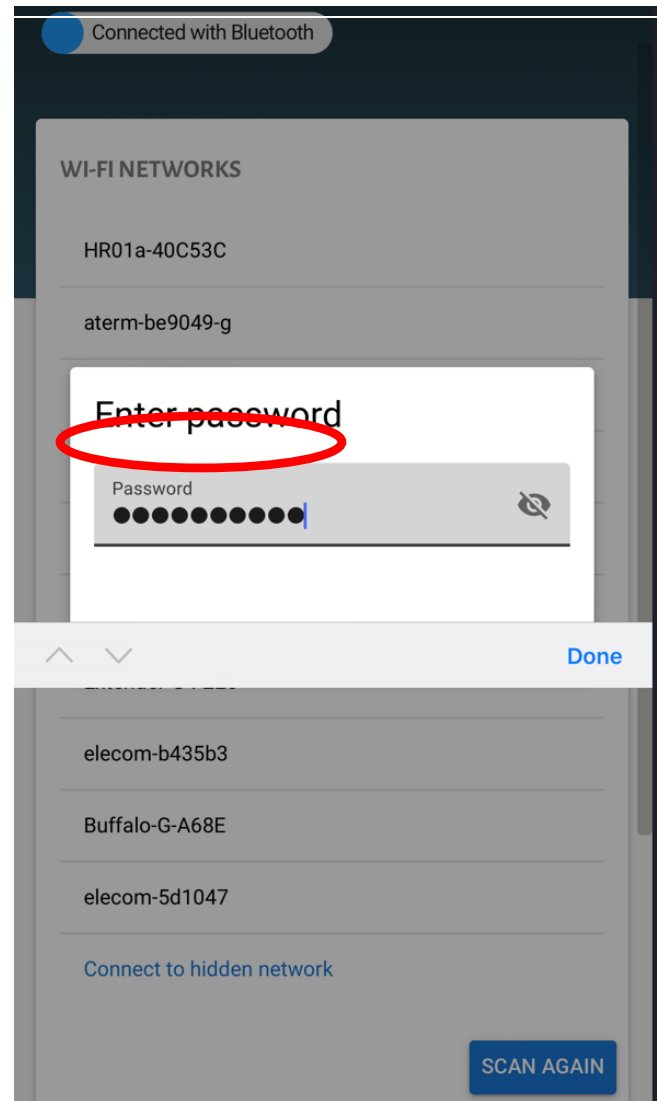 Connected with Bluetooth
WI-FI NETWORKS
HR01a-40C53C
aterm-be9049-g
Enter password
Password
●●●●●●●●●●
Done
elecom-b435b3
Buffalo-G-A68E
elecom-5d1047
Connect to hidden network
SCAN AGAIN